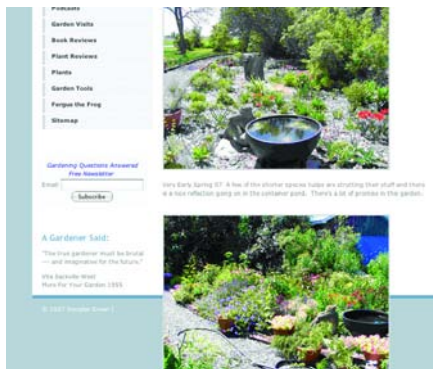 Podcasts
Garden Visits
Book Reviews
Plant Reviews
Plants
Garden Tools
Fergus the Frog
Sitemap
Gardening Questions Answered
Free Newsletter
Email
Subscribe
Very Early Spring 07 A few of the shorter species tulips are strutting their stuff and there
is a nice reflection going on in the container pond. There's a lot of promise in this garden.
A Gardener Said:
"The true gardener must be brutal
— and imaginative for the future."
Vita Sackville West
More For Your Garden 1955
© 2007